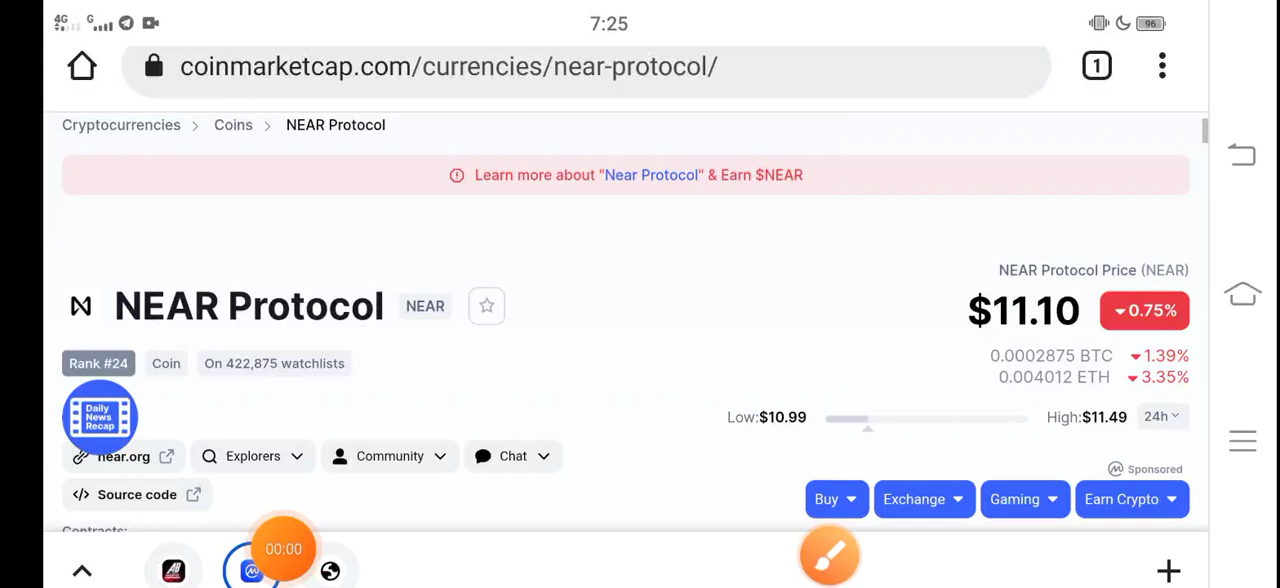 4G G 7:25 96
coinmarketcap.com/currencies/near-protocol/ 1
Cryptocurrencies > Coins > NEAR Protocol
Learn more about "Near Protocol" & Earn $NEAR
NEAR Protocol Price (NEAR)
NEAR Protocol NEAR $11.10 0.75%
0.0002875 BTC 1.39%
Rank #24 Coin On 422,875 watchlists
0.004012 ETH 3.35%
Daily
News
Recap
Low:$10.99 High:$11.49 24h
near.org Explorers Community Chat
Sponsored
Source code
Buy Exchange Gaming Earn Crypto
Contracts:
00:00